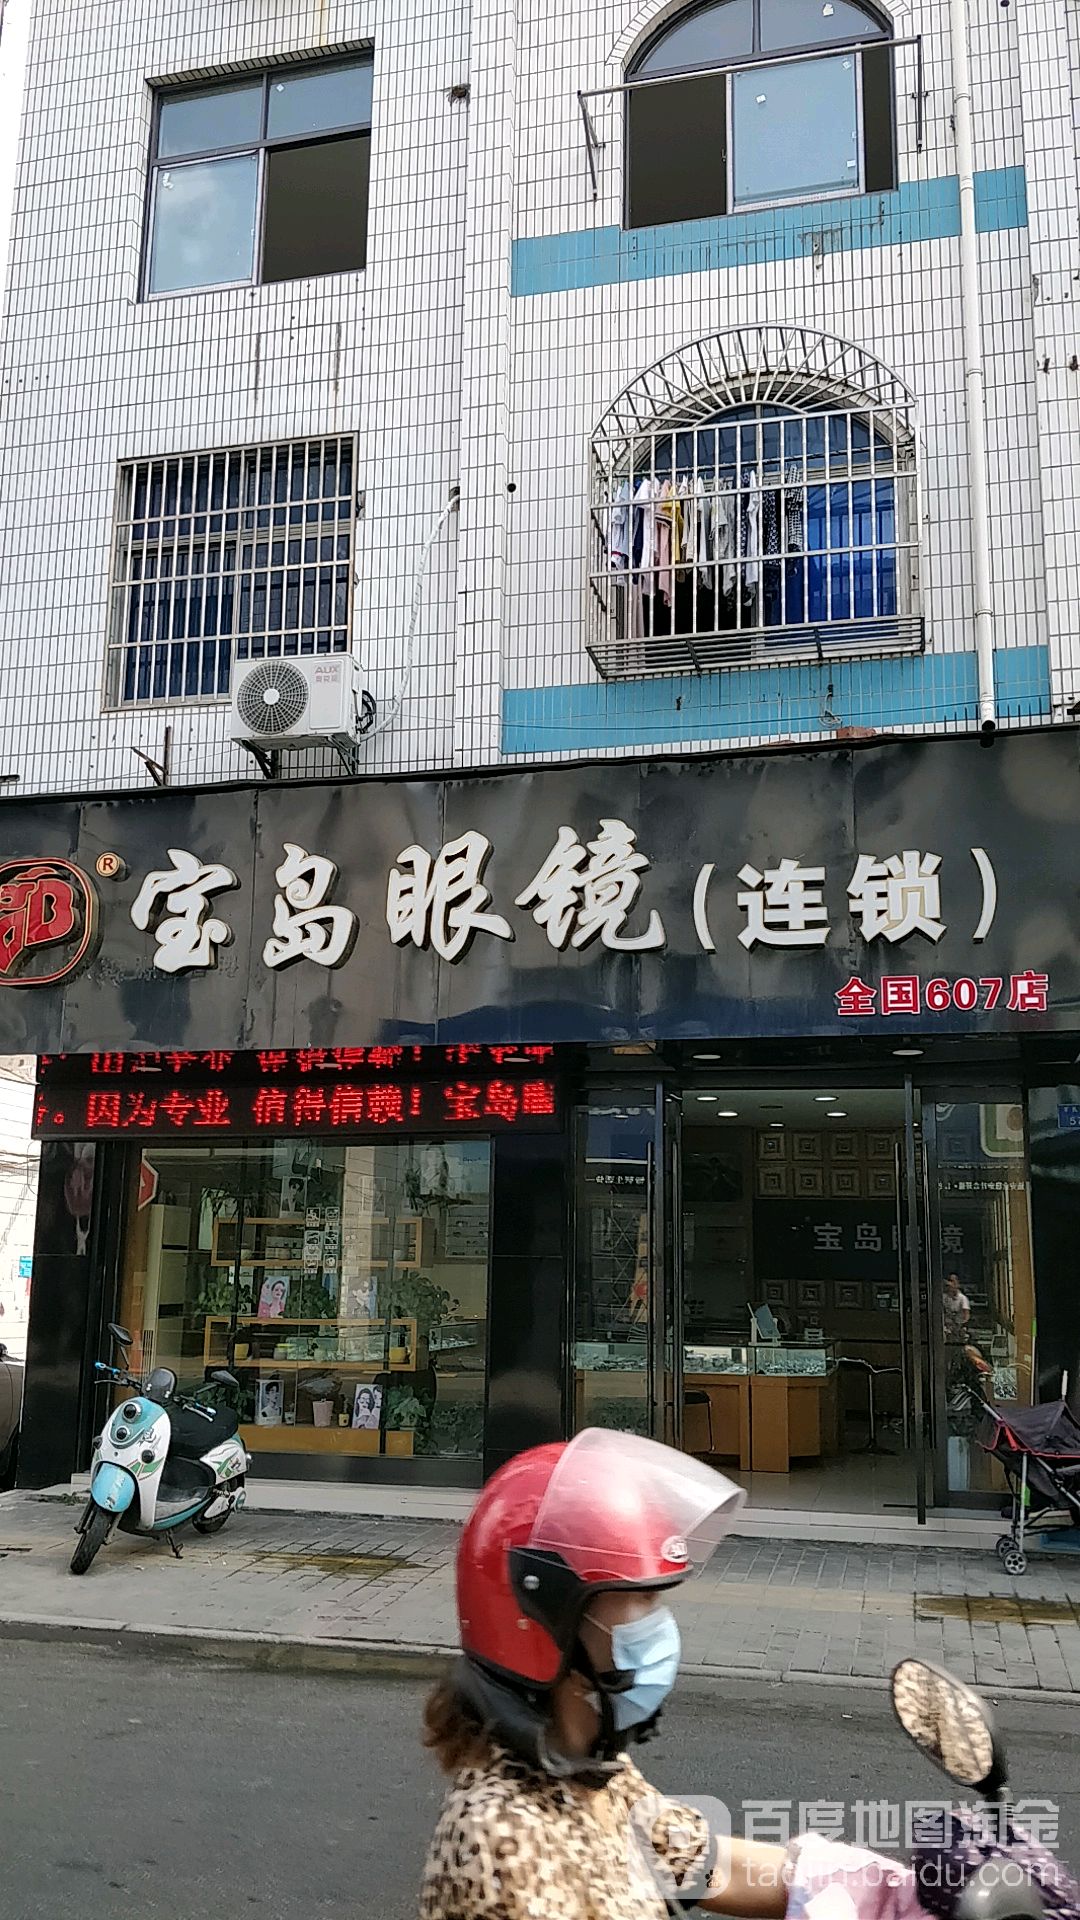 AUX
®
宝岛眼镜(连锁)
全国607店
因为专业 值得信赖! 宝岛
宝岛眼镜
百度地图淘金
taojin.baidu.com